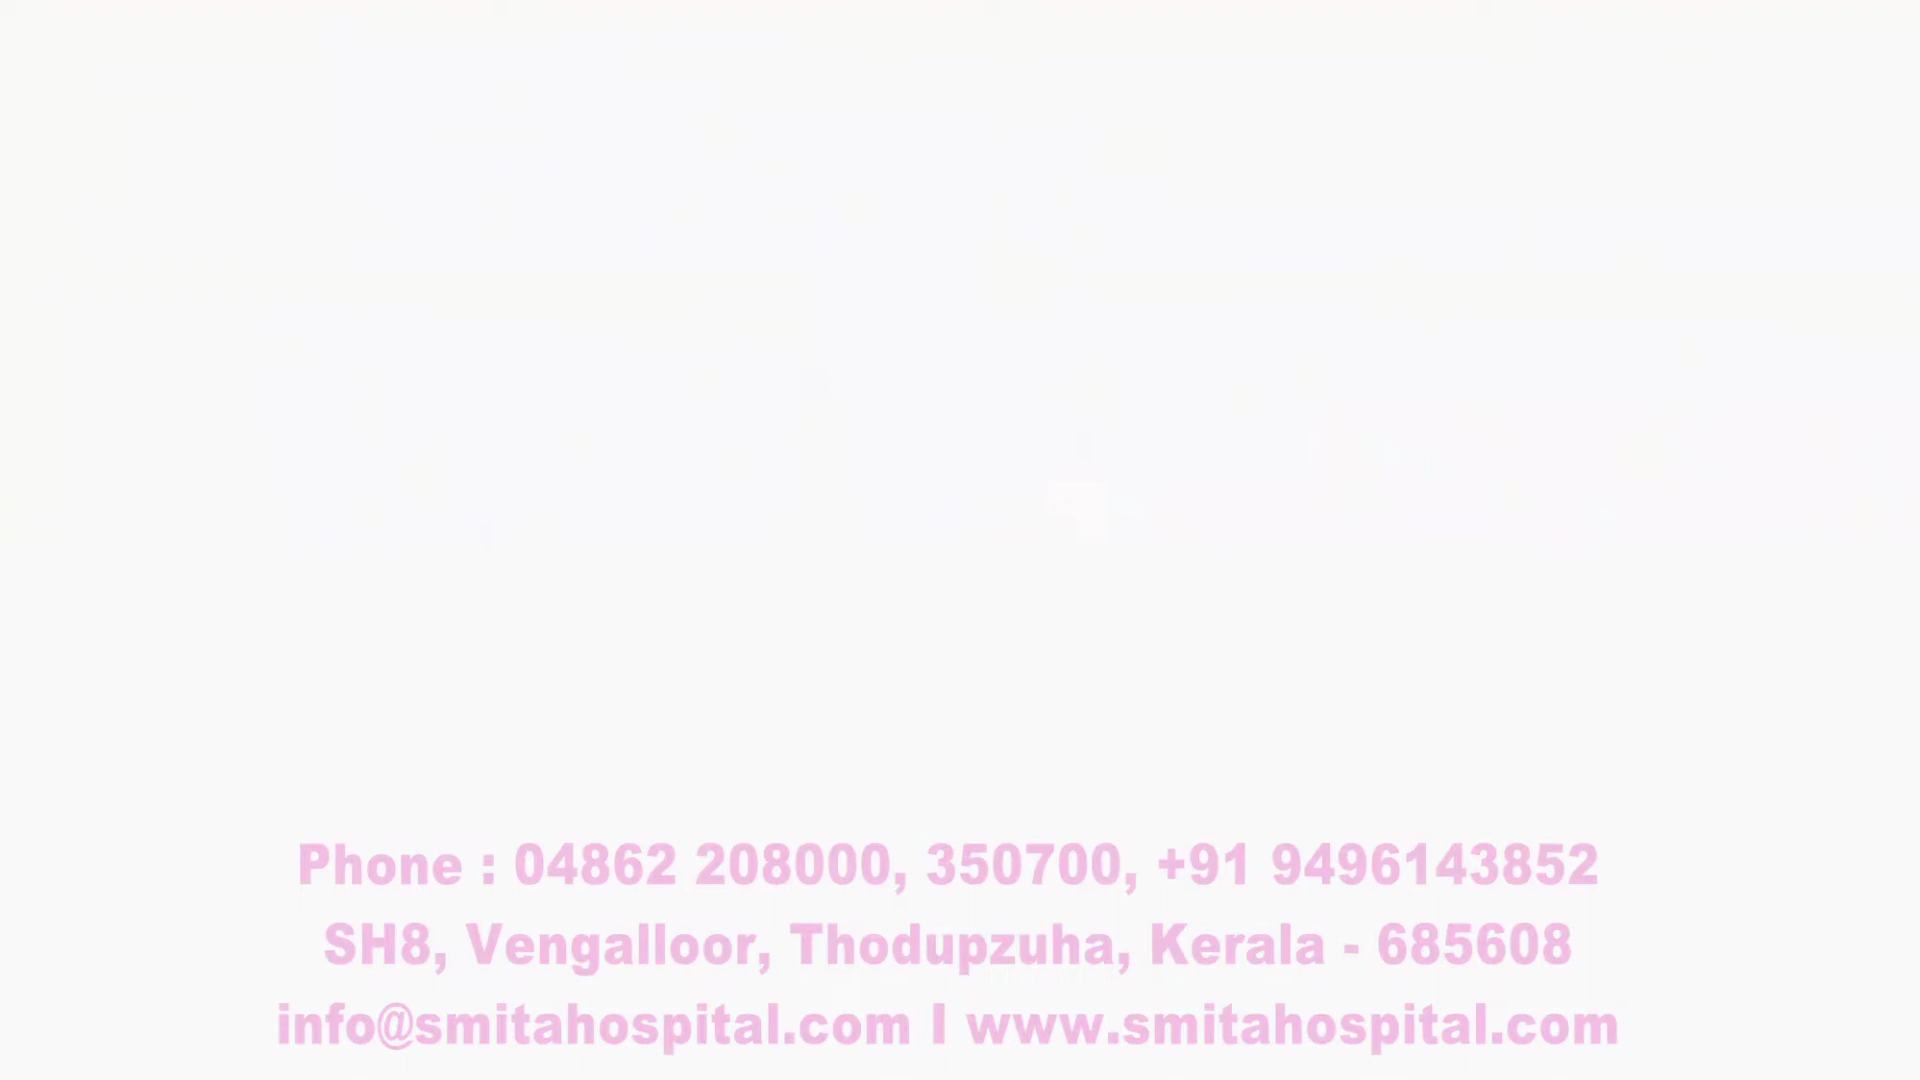 Phone : 04862 208000, 350700, +91 9496143852
SH8, Vengalloor, Thodupzuha, Kerala - 685608
info@smitahospital.com I www.smitahospital.com